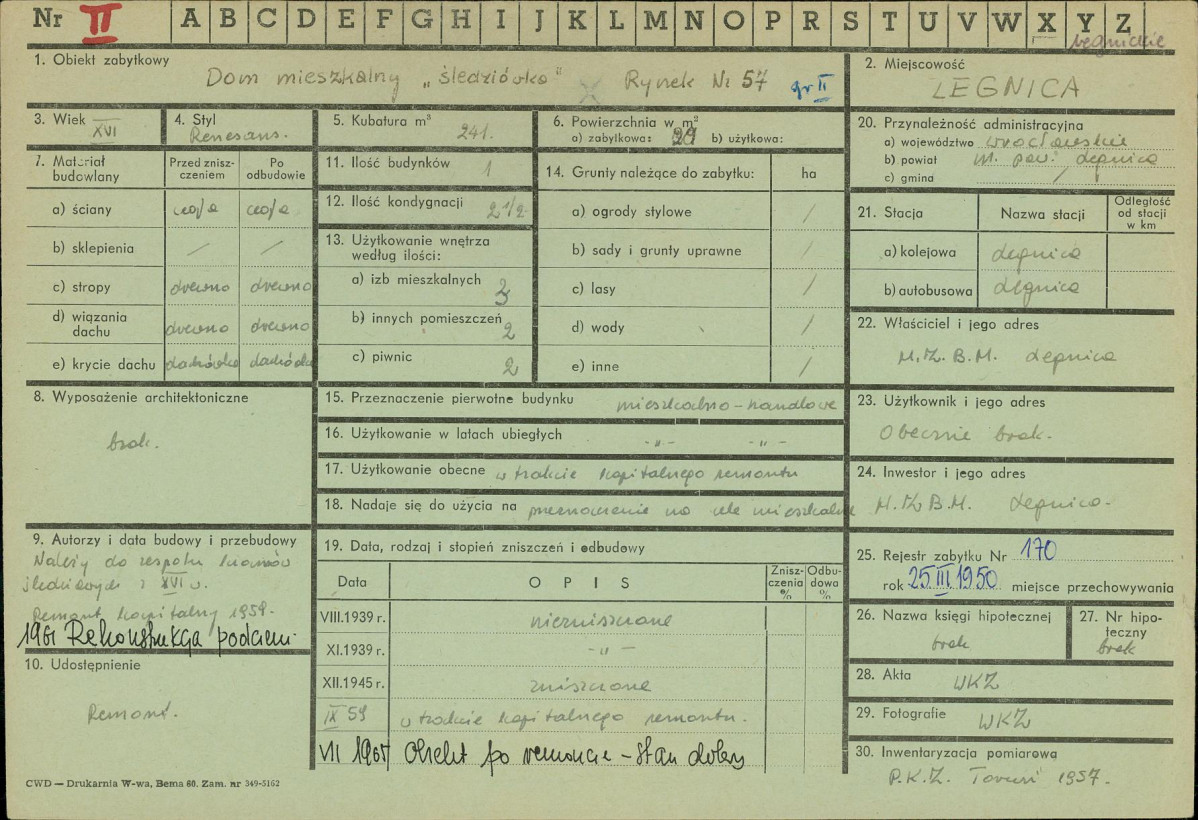 Nr II A B C D E F G H I J K L M N O P R S T U V W X Y Z
legnickie
1. Obiekt zabytkowy Dom mieszkalny „śledziówka" Rynek Nr 57 gr II
2. Miejscowość
LEGNICA
3. Wiek XVI
4. Styl
Renesans.
5. Kubatura m³
241.
6. Powierzchnia w m²
a) zabytkowa: 29 b) użytkowa:
7. Materiał budowlany
Przed zniszczeniem
Po odbudowie
a) ściany cegła cegła
b) sklepienia / /
c) stropy drewno drewno
d) wiązania dachu drewno drewno
e) krycie dachu dachówka dachówka
8. Wyposażenie architektoniczne
brak.
9. Autorzy i data budowy i przebudowy
Należy do zespołu kramów
śledziowych z XVI w.
Remont kapitalny 1959.
1961 Rekonstrukcja podcieni
10. Udostępnienie
Remont.
11. Ilość budynków 1
12. Ilość kondygnacji 2 1/2
13. Użytkowanie wnętrza
według ilości:
a) izb mieszkalnych 3
b) innych pomieszczeń 2
c) piwnic 2
14. Grunty należące do zabytku: ha
a) ogrody stylowe /
b) sady i grunty uprawne /
c) lasy /
d) wody /
e) inne /
15. Przeznaczenie pierwotne budynku mieszkalno-handlowe
16. Użytkowanie w latach ubiegłych -„- -„-
17. Użytkowanie obecne w trakcie kapitalnego remontu
18. Nadaje się do użycia na przeznaczenie na cele mieszkalne
19. Data, rodzaj i stopień zniszczeń i odbudowy
Data OPIS Zniszczenia % Odbudowa %
VIII.1939 r. niezniszczone
XI.1939 r. -„-
XII.1945 r. zniszczone
IX 59 w trakcie kapitalnego remontu.
VII 1965 Obiekt po remoncie – stan dobry
20. Przynależność administracyjna
a) województwo wrocławskie
b) powiat m. pow. Legnica
c) gmina /
21. Stacja Nazwa stacji Odległość od stacji w km
a) kolejowa Legnica
b) autobusowa Legnica
22. Właściciel i jego adres
M.Z.B.M. Legnica
23. Użytkownik i jego adres
Obecnie brak.
24. Inwestor i jego adres
M.Z.B.M. Legnica.
25. Rejestr zabytku Nr 170
rok 25 III 1950 miejsce przechowywania
26. Nazwa księgi hipotecznej
brak
27. Nr hipoteczny
brak
28. Akta
WKZ
29. Fotografie
WKZ
30. Inwentaryzacja pomiarowa
P.K.Z. Toruń 1957.
CWD — Drukarnia W-wa, Bema 60. Zam. nr 349-5162